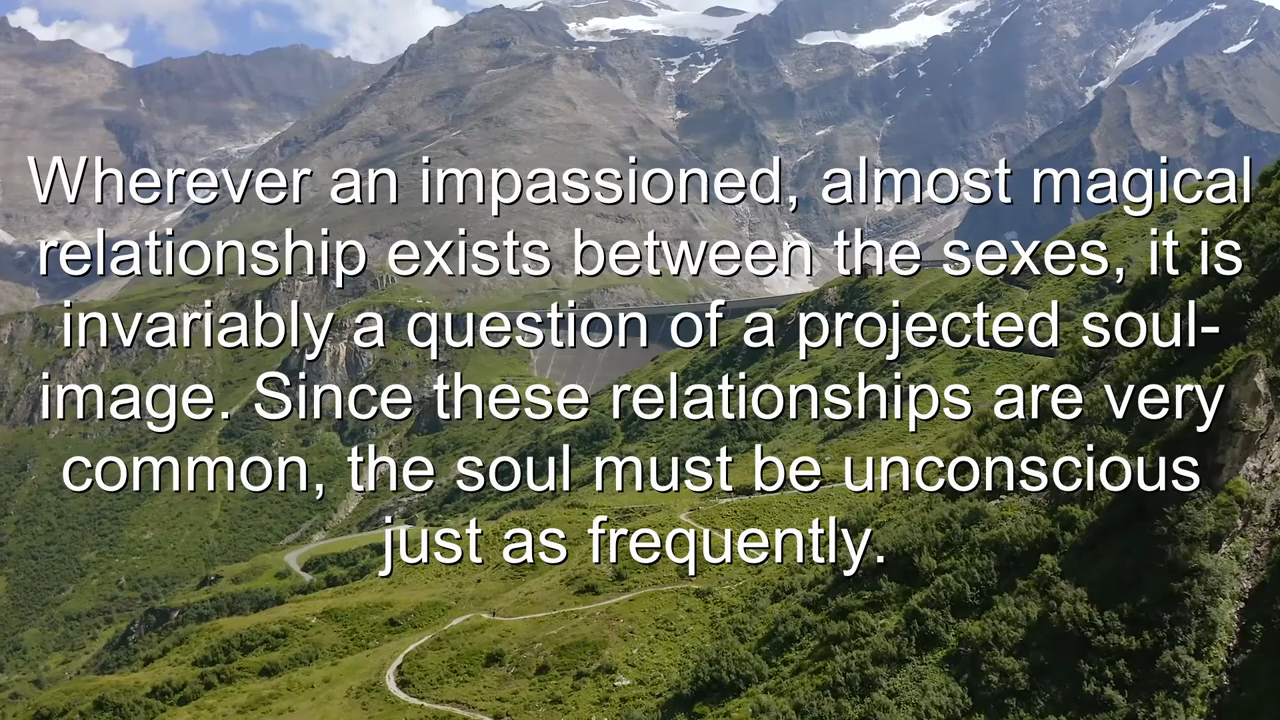 Wherever an impassioned, almost magical
relationship exists between the sexes, it is
invariably a question of a projected soul-
image. Since these relationships are very
common, the soul must be unconscious
just as frequently.